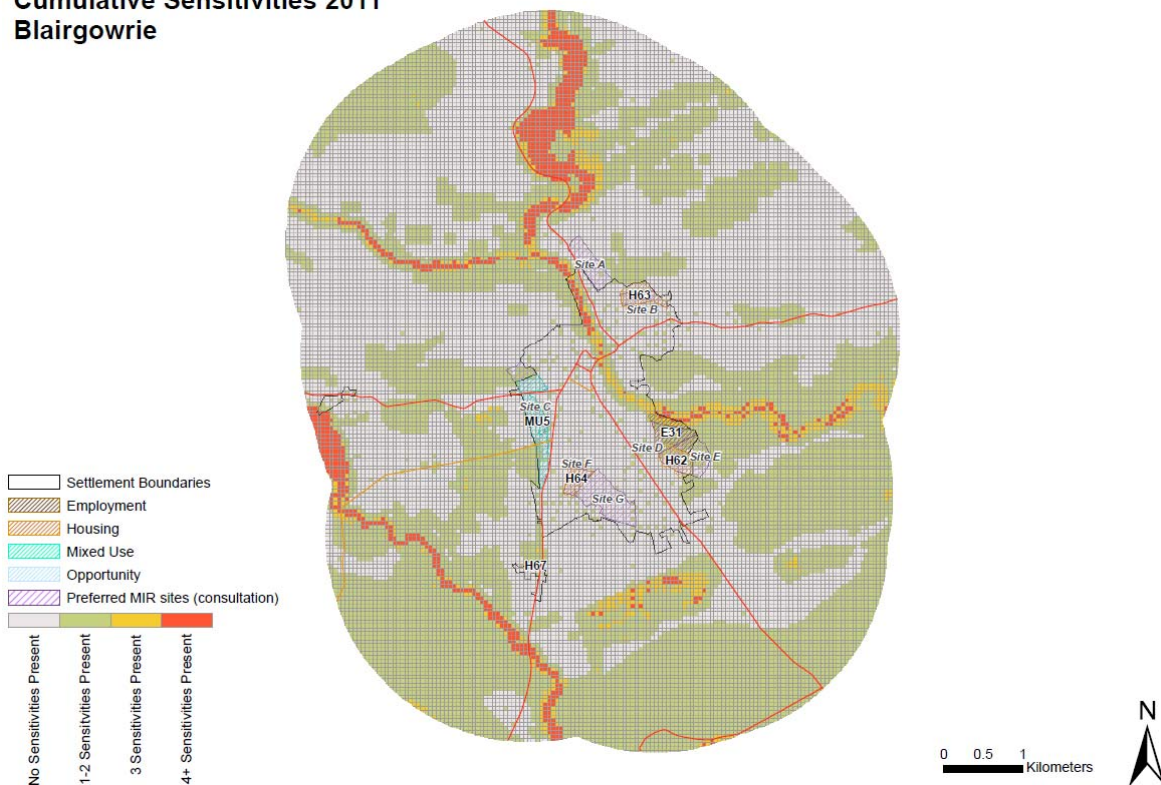 Cumulative Sensitivities 2011
Blairgowrie
Site A
H63
Site B
Site C
MU5
E31
Site D
H62
Site E
Site F
H64
Site G
H67
Settlement Boundaries
Employment
Housing
Mixed Use
Opportunity
Preferred MIR sites (consultation)
No Sensitivities Present
1-2 Sensitvities Present
3 Sensitivities Present
4+ Sensitivities Present
0 0.5 1
Kilometers
N